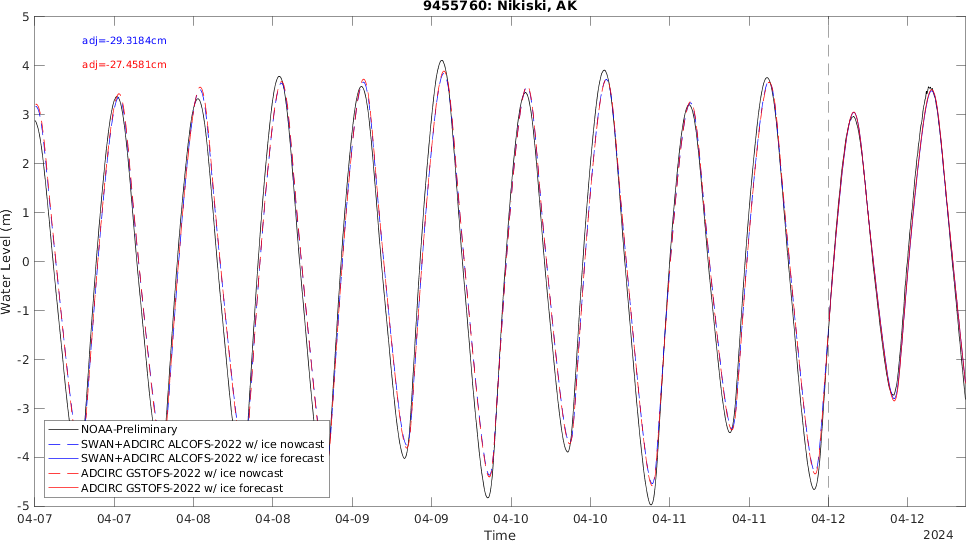 9455760: Nikiski, AK
adj=-29.3184cm
adj=-27.4581cm
5
4
3
2
1
0
-1
-2
-3
-4
-5
Water Level (m)
NOAA-Preliminary
SWAN+ADCIRC ALCOFS-2022 w/ ice nowcast
SWAN+ADCIRC ALCOFS-2022 w/ ice forecast
ADCIRC GSTOFS-2022 w/ ice nowcast
ADCIRC GSTOFS-2022 w/ ice forecast
04-07 04-07 04-08 04-08 04-09 04-09 04-10 04-10 04-11 04-11 04-12 04-12
Time
2024